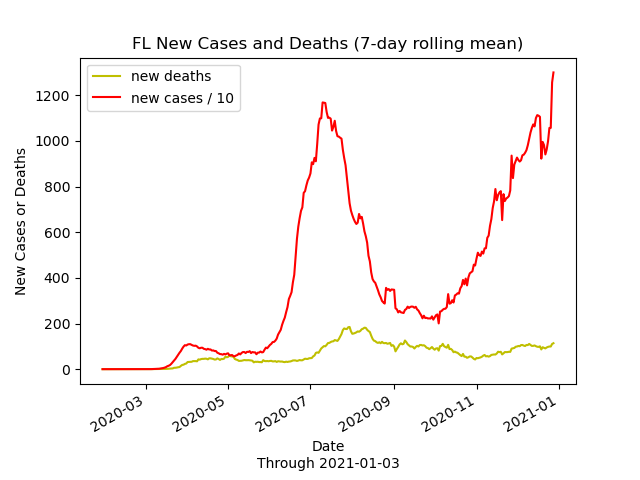 FL New Cases and Deaths (7-day rolling mean)
new deaths
new cases / 10
New Cases or Deaths
1200
1000
800
600
400
200
0
2020-03
2020-05
2020-07
2020-09
2020-11
2021-01
Date
Through 2021-01-03